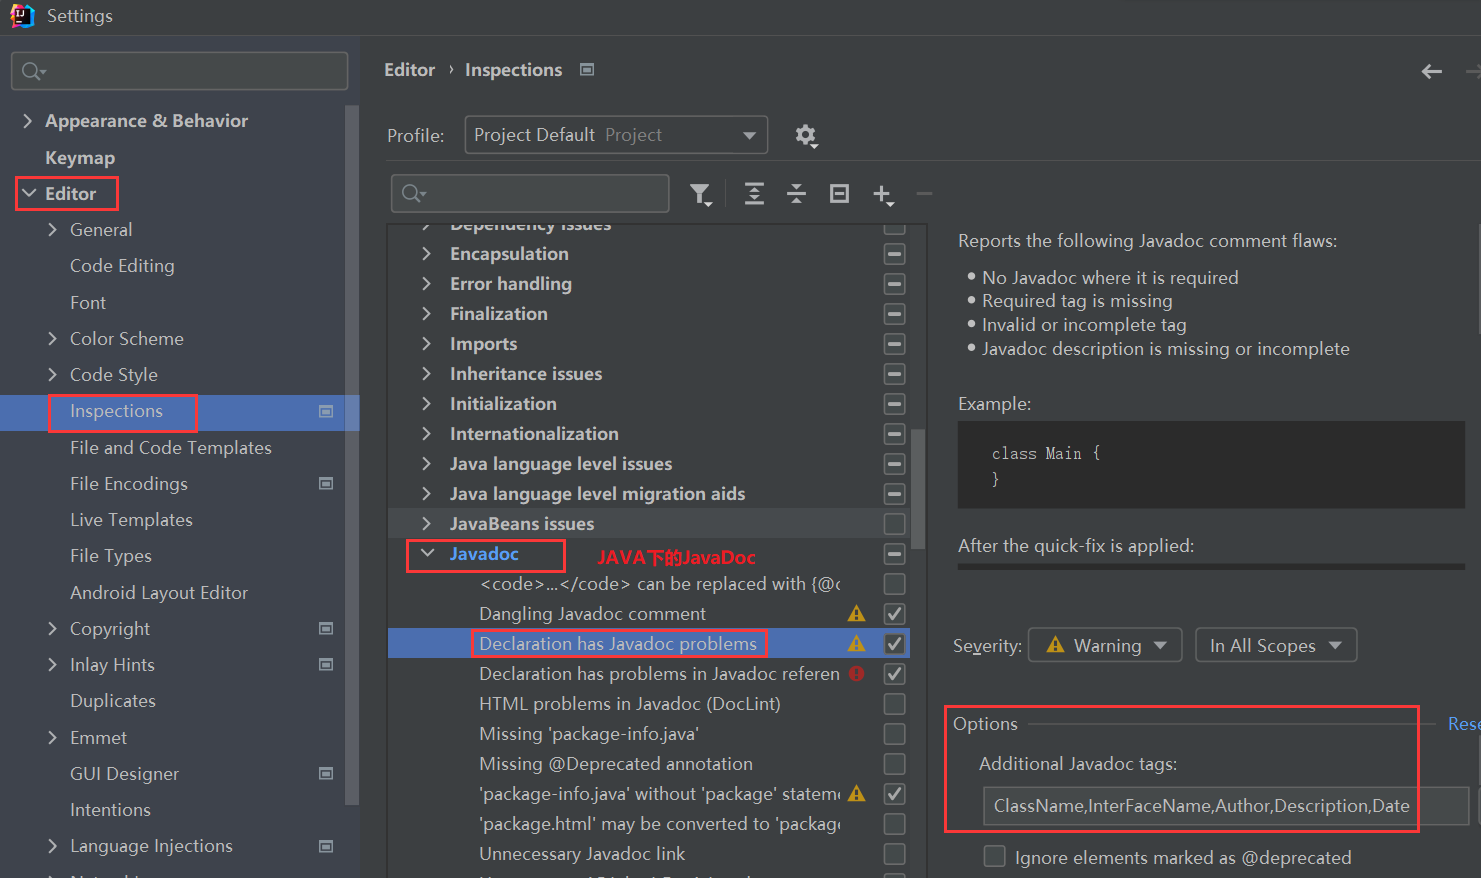 Settings
Appearance & Behavior
Keymap
Editor
General
Code Editing
Font
Color Scheme
Code Style
Inspections
File and Code Templates
File Encodings
Live Templates
File Types
Android Layout Editor
Copyright
Inlay Hints
Duplicates
Emmet
GUI Designer
Intentions
Language Injections
Editor › Inspections
Profile: Project Default Project
Dependency issues
Encapsulation
Error handling
Finalization
Imports
Inheritance issues
Initialization
Internationalization
Java language level issues
Java language level migration aids
JavaBeans issues
Javadoc
JAVA下的JavaDoc
<code>...</code> can be replaced with {@c
Dangling Javadoc comment
Declaration has Javadoc problems
Declaration has problems in Javadoc referen
HTML problems in Javadoc (DocLint)
Missing 'package-info.java'
Missing @Deprecated annotation
'package-info.java' without 'package' stateme
'package.html' may be converted to 'package
Unnecessary Javadoc link
Reports the following Javadoc comment flaws:
• No Javadoc where it is required
• Required tag is missing
• Invalid or incomplete tag
• Javadoc description is missing or incomplete
Example:
class Main {
}
After the quick-fix is applied:
Severity: Warning In All Scopes
Options Rese
Additional Javadoc tags:
ClassName,InterFaceName,Author,Description,Date
Ignore elements marked as @deprecated